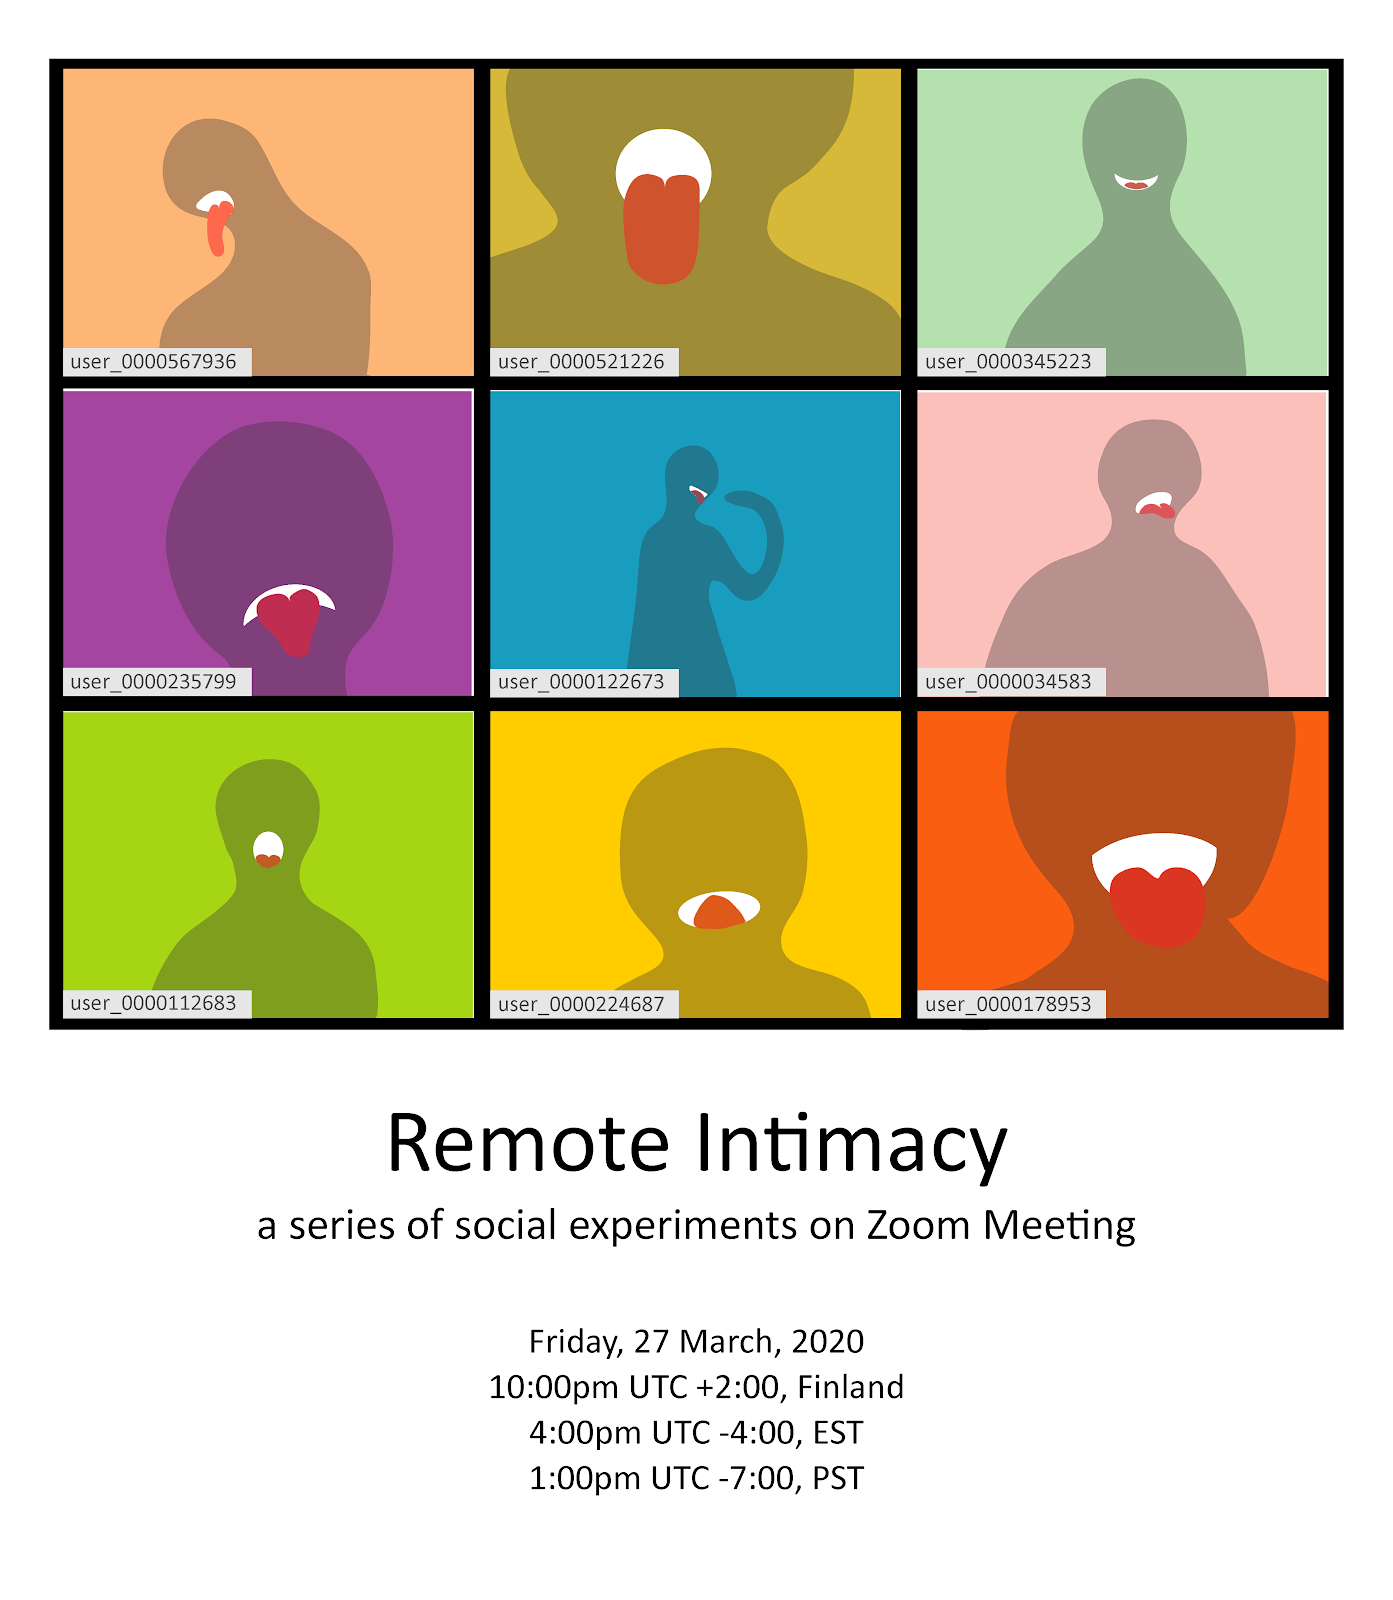 user_0000567936
user_0000521226
user_0000345223
user_0000235799
user_0000122673
user_0000034583
user_0000112683
user_0000224687
user_0000178953
Remote Intimacy
a series of social experiments on Zoom Meeting
Friday, 27 March, 2020
10:00pm UTC +2:00, Finland
4:00pm UTC -4:00, EST
1:00pm UTC -7:00, PST